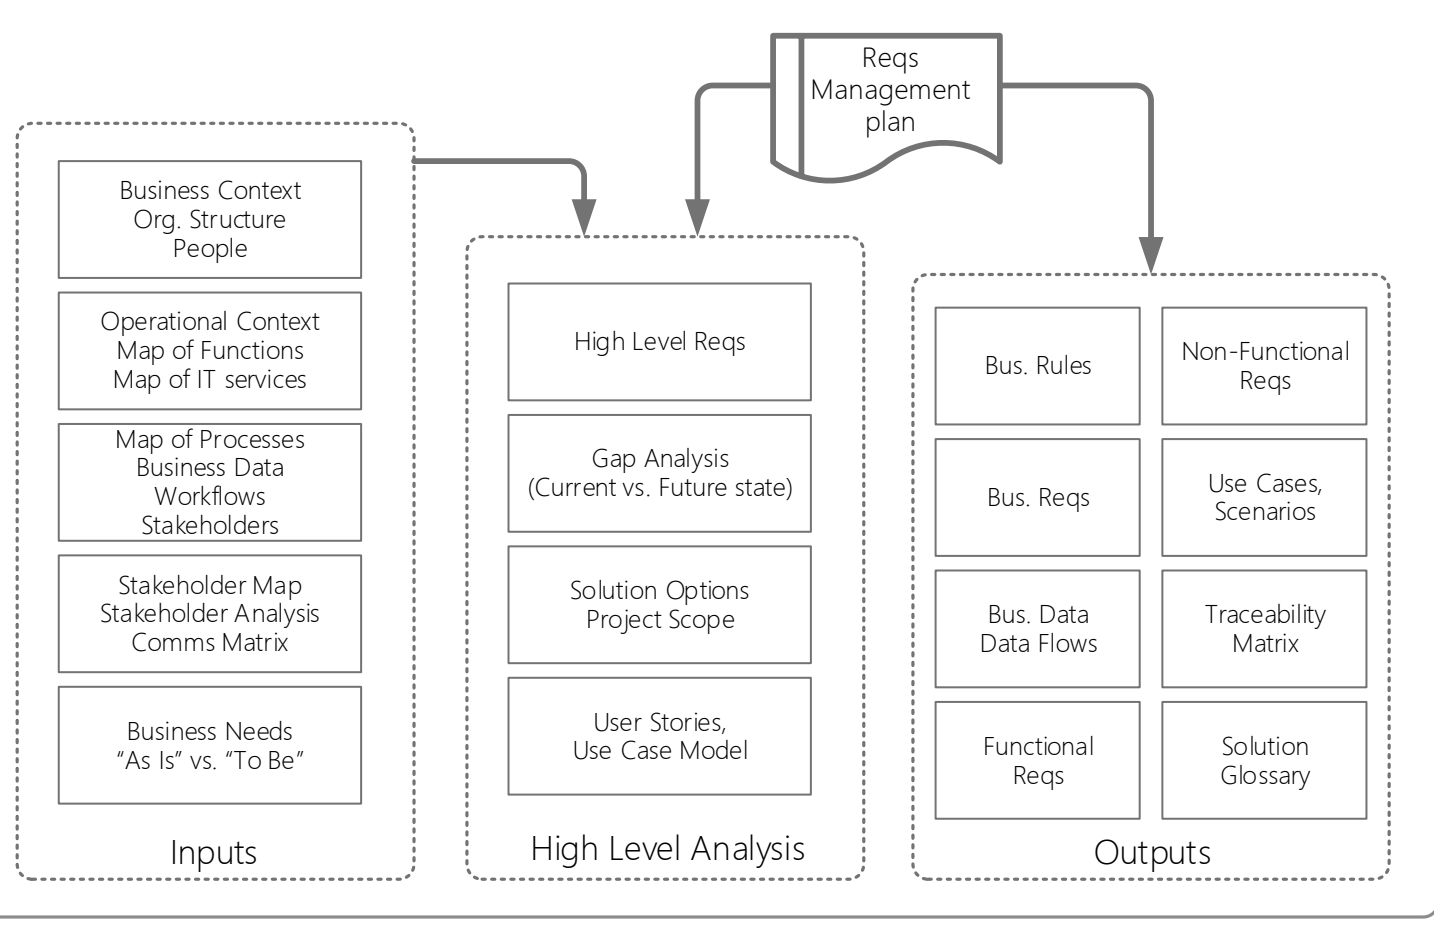 Reqs
Management
plan
Business Context
Org. Structure
People
Operational Context
Map of Functions
Map of IT services
Map of Processes
Business Data
Workflows
Stakeholders
Stakeholder Map
Stakeholder Analysis
Comms Matrix
Business Needs
“As Is” vs. “To Be”
Inputs
High Level Reqs
Gap Analysis
(Current vs. Future state)
Solution Options
Project Scope
User Stories,
Use Case Model
High Level Analysis
Bus. Rules
Non-Functional
Reqs
Bus. Reqs
Use Cases,
Scenarios
Bus. Data
Data Flows
Traceability
Matrix
Functional
Reqs
Solution
Glossary
Outputs